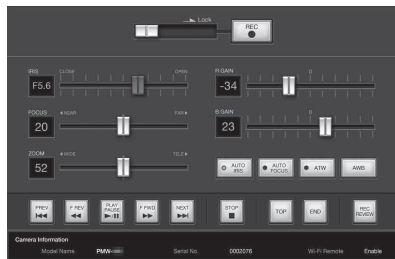 Lock
REC
IRIS CLOSE OPEN
F5.6
R.GAIN 0
-34
FOCUS NEAR FAR
20
B.GAIN 0
23
ZOOM WIDE TELE
52
AUTO IRIS
AUTO FOCUS
ATW
AWB
PREV
F REV
PLAY PAUSE
F FWD
NEXT
STOP
TOP
END
REC REVIEW
Camera Information
Model Name PMW- Serial No. 0002076 Wi-Fi Remote Enable